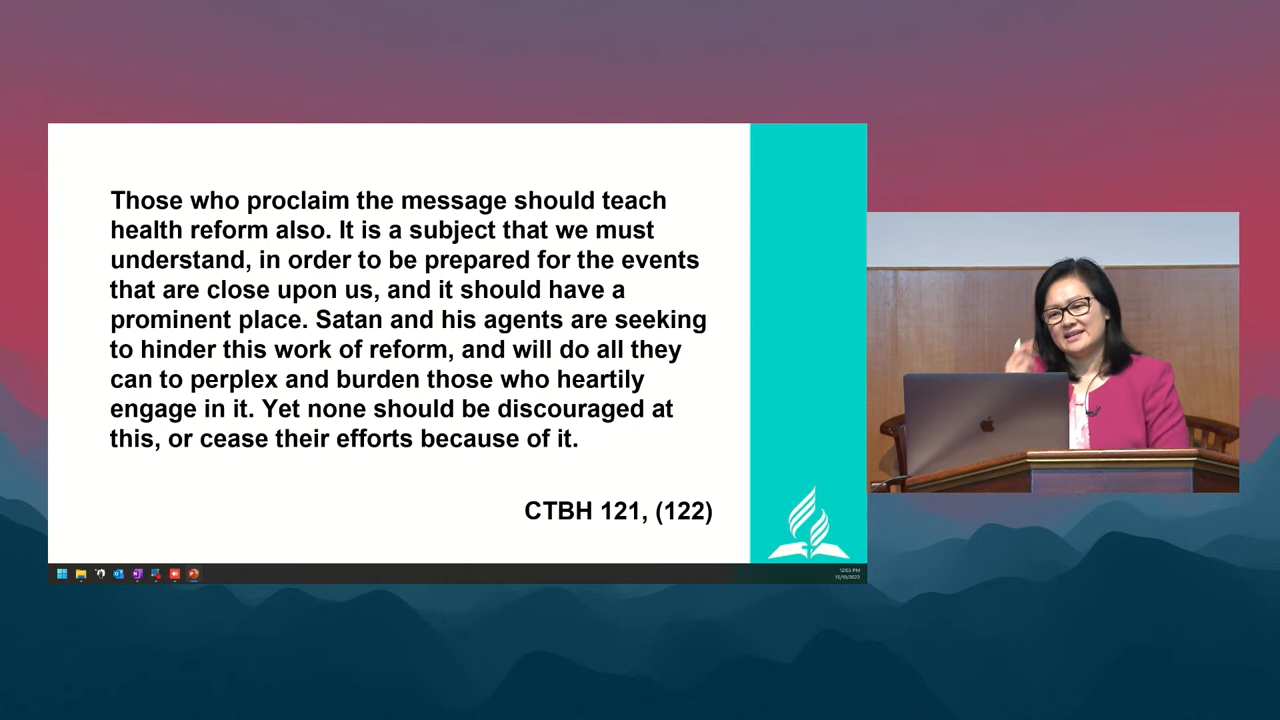 Those who proclaim the message should teach
health reform also. It is a subject that we must
understand, in order to be prepared for the events
that are close upon us, and it should have a
prominent place. Satan and his agents are seeking
to hinder this work of reform, and will do all they
can to perplex and burden those who heartily
engage in it. Yet none should be discouraged at
this, or cease their efforts because of it.
CTBH 121, (122)